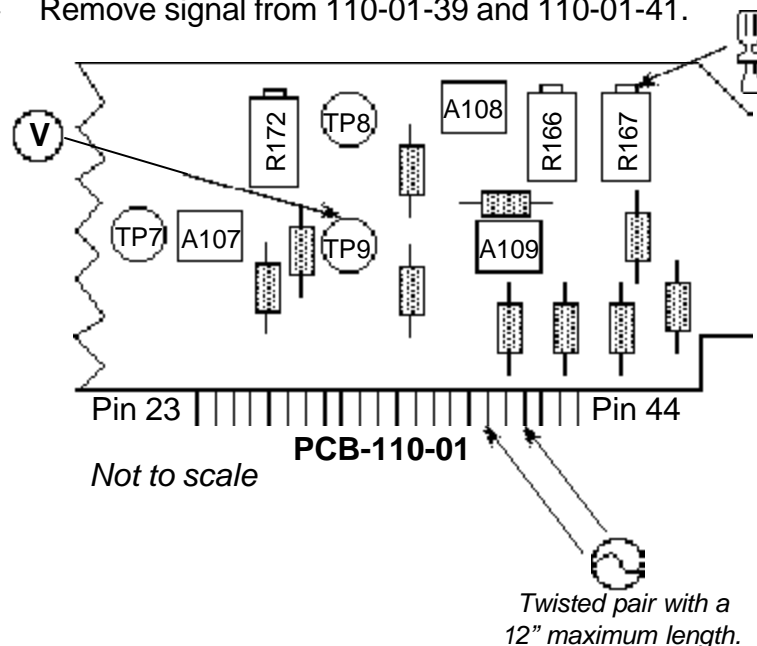 Remove signal from 110-01-39 and 110-01-41.
V
R172
TP8
A108
R166
R167
TP7
A107
TP9
A109
Pin 23
Pin 44
PCB-110-01
Not to scale
Twisted pair with a
12” maximum length.